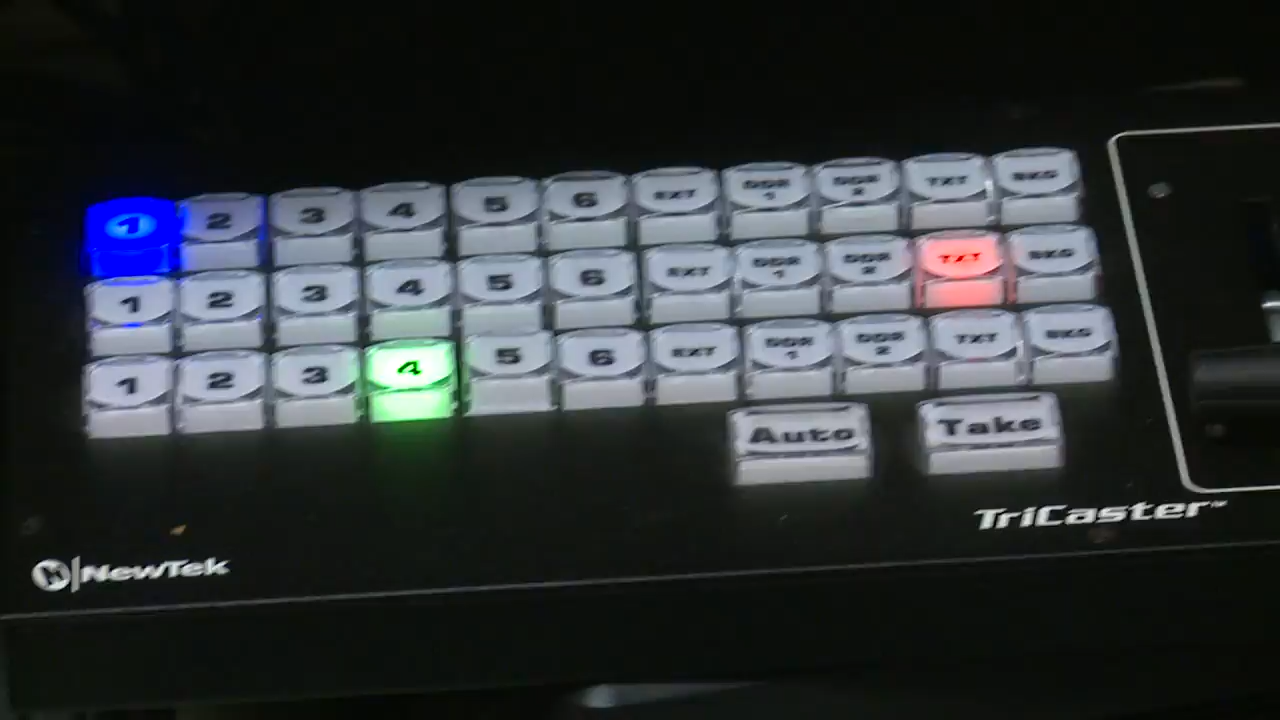 1 2 3 4 5 6 EXT DDR 1 DDR 2 TXT BKG
1 2 3 4 5 6 EXT DDR 1 DDR 2 TXT BKG
1 2 3 4 5 6 EXT DDR 1 DDR 2 TXT BKG
Auto Take
TriCaster™
N|NewTek